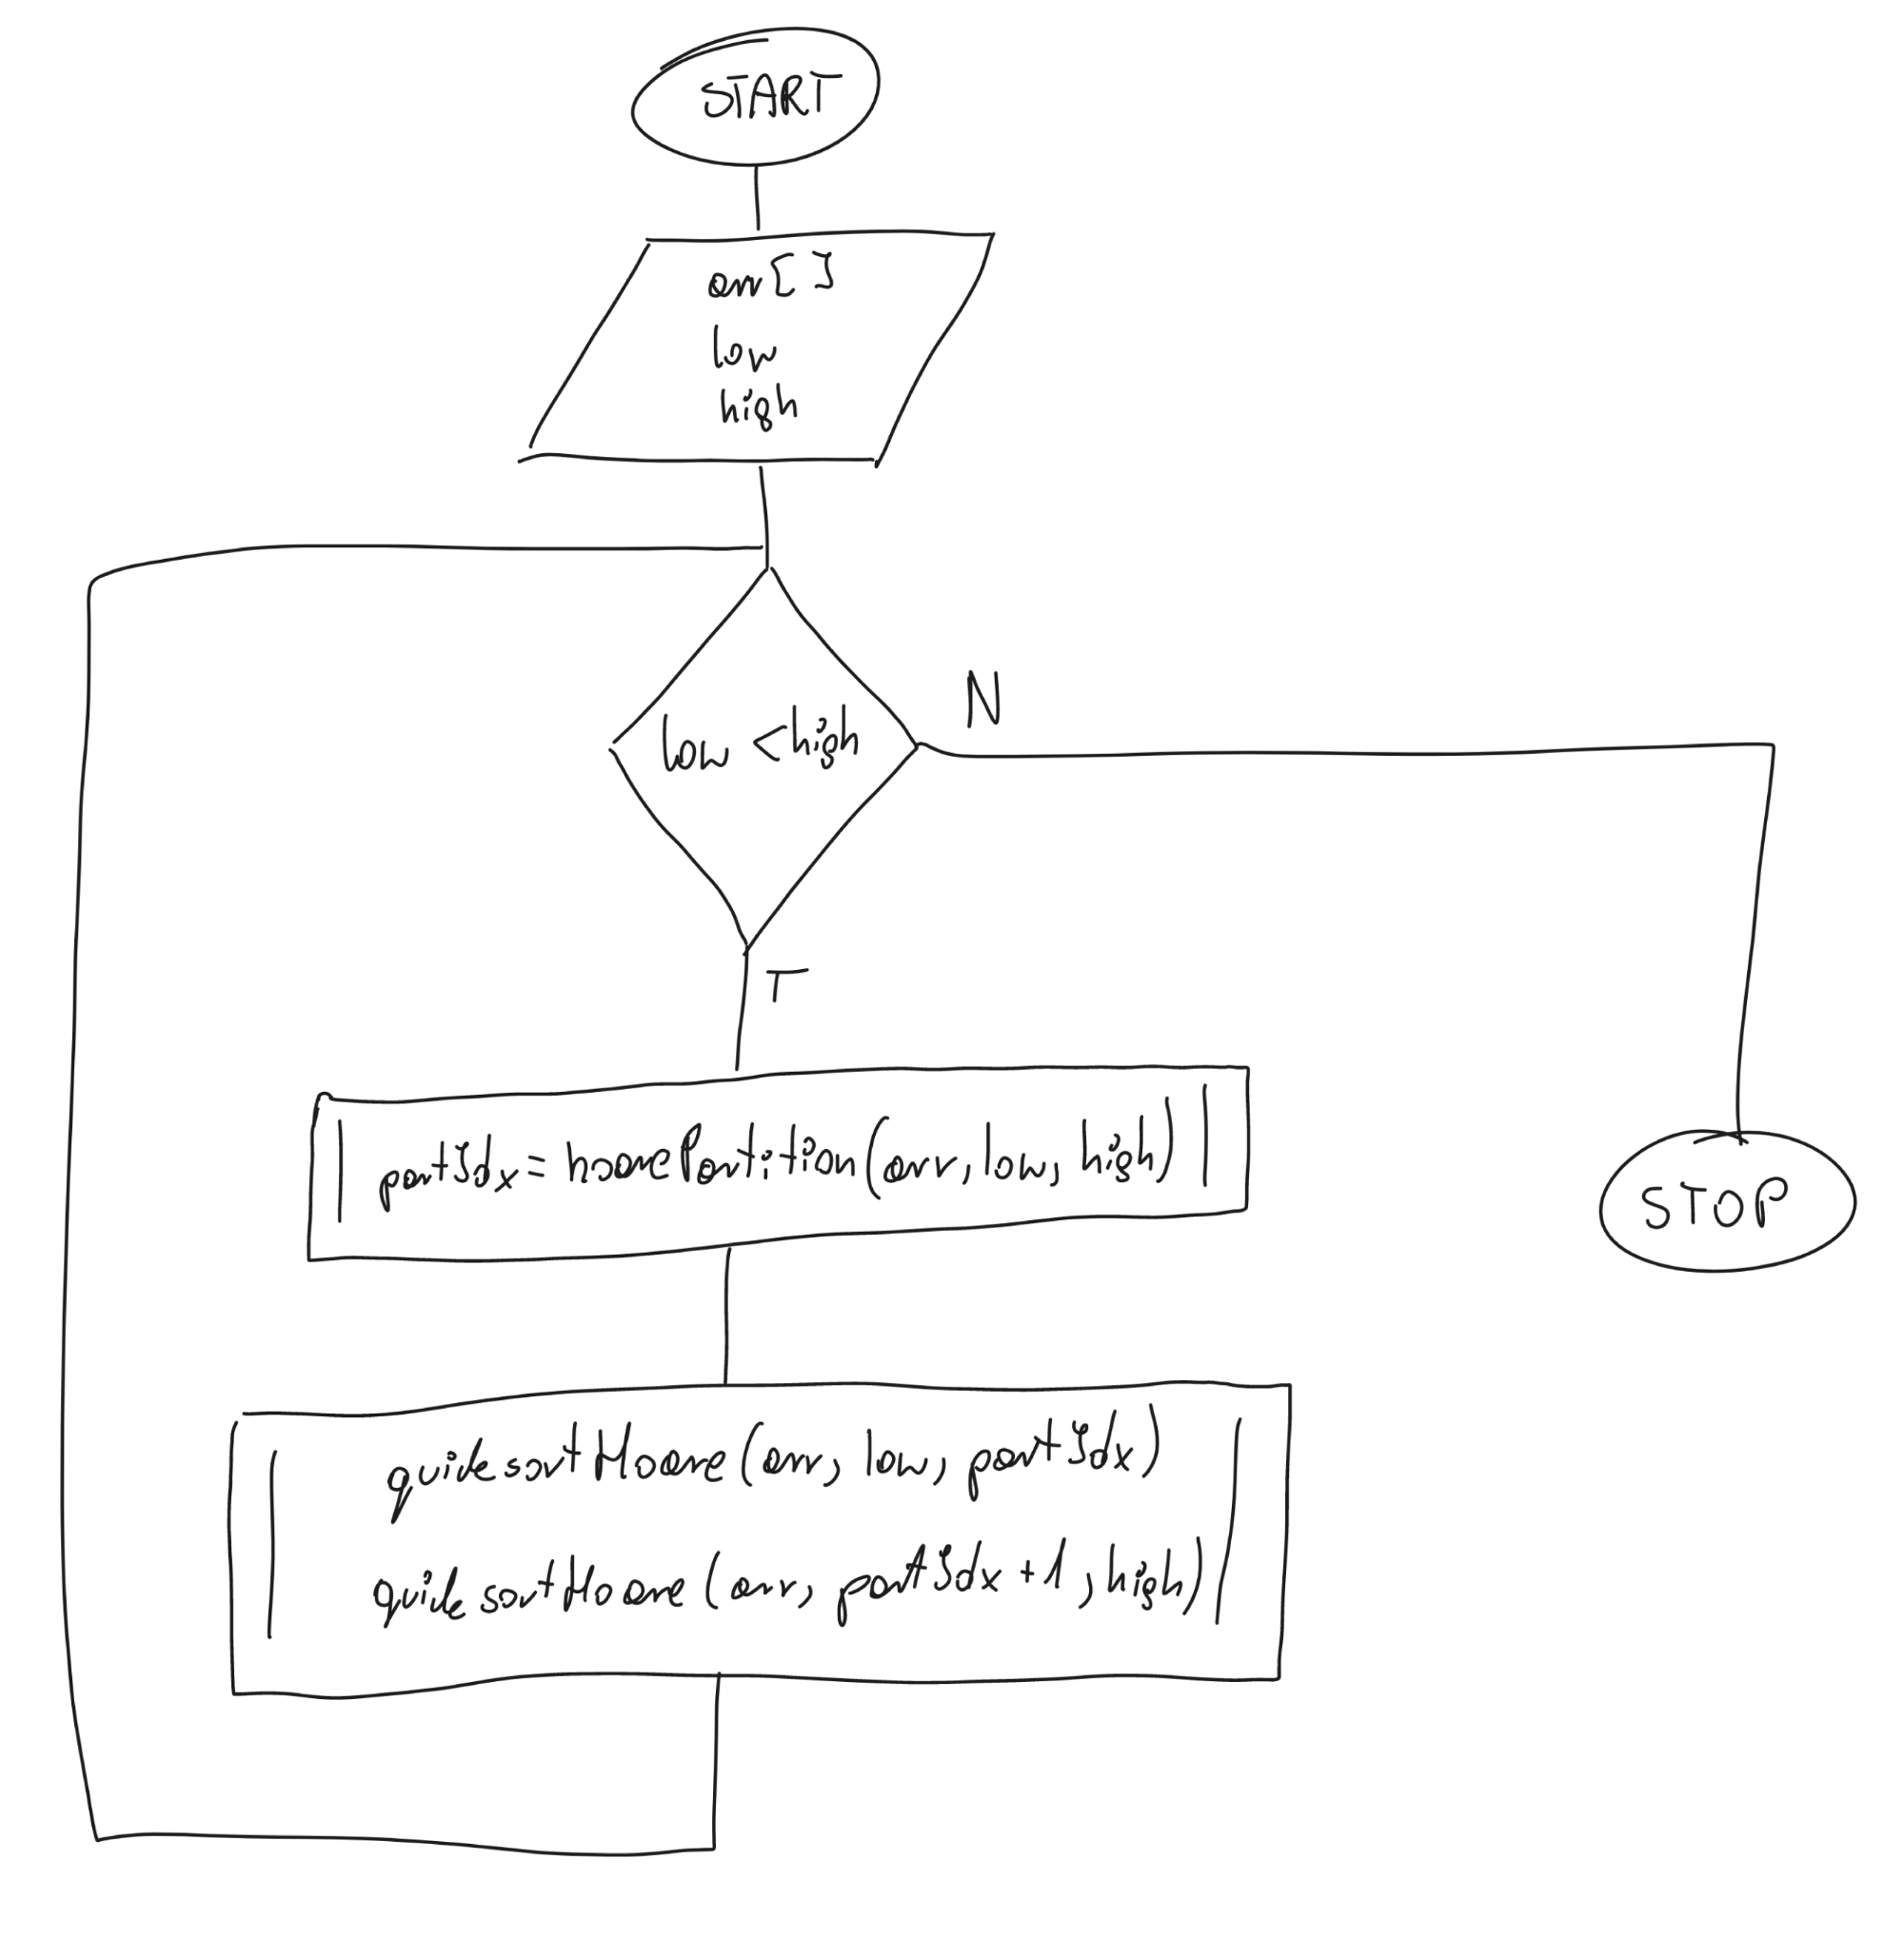 START
arr[]
low
high
low < high
N
T
partIdx = hoarePartition(arr, low, high)
STOP
quicksortHoare(arr, low, partIdx)
quicksortHoare(arr, partIdx + 1, high)